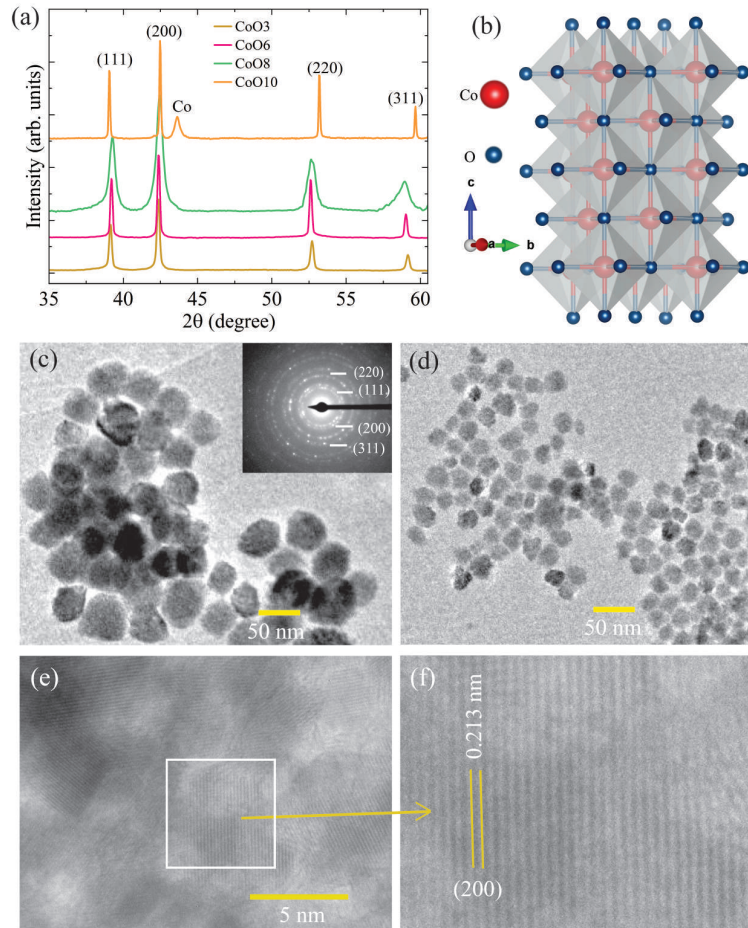 (a)
(111)
(200)
CoO3
CoO6
CoO8
CoO10
Co
(220)
(311)
Intensity (arb. units)
35
40
45
50
55
60
2θ (degree)
(b)
Co
O
c
a
b
(c)
(220)
(111)
(200)
(311)
50 nm
(d)
50 nm
(e)
5 nm
(f)
0.213 nm
(200)